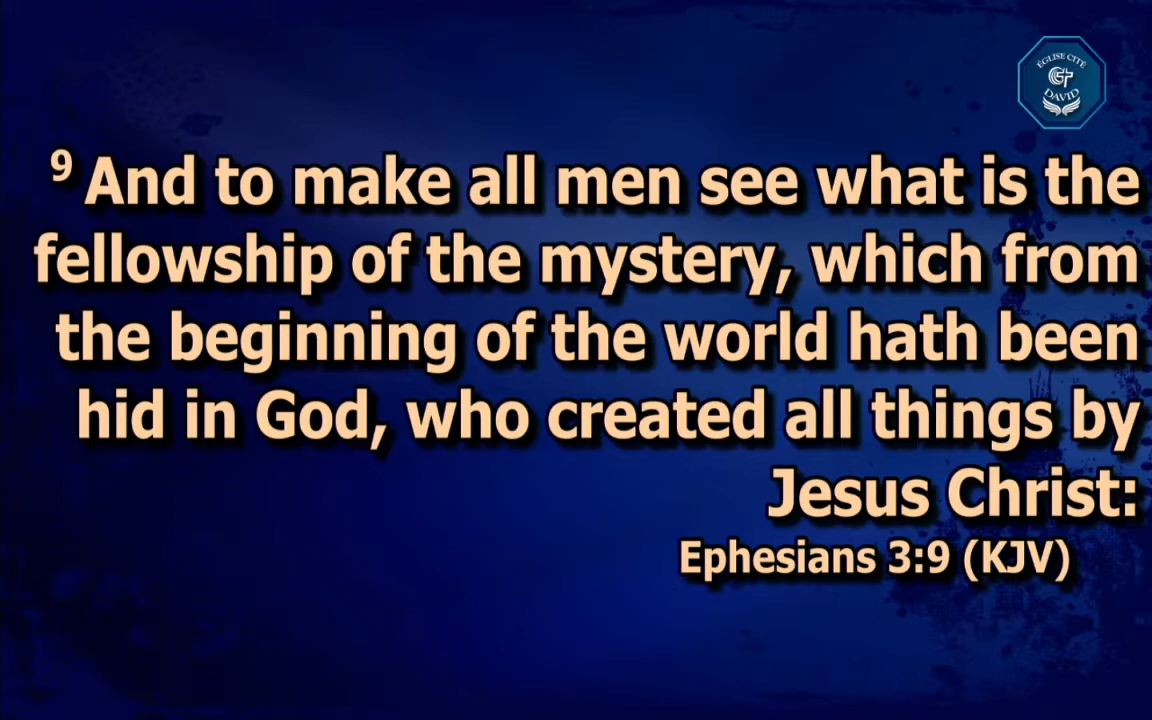 ÉGLISE CITÉ
DAVID
9 And to make all men see what is the
fellowship of the mystery, which from
the beginning of the world hath been
hid in God, who created all things by
Jesus Christ:
Ephesians 3:9 (KJV)